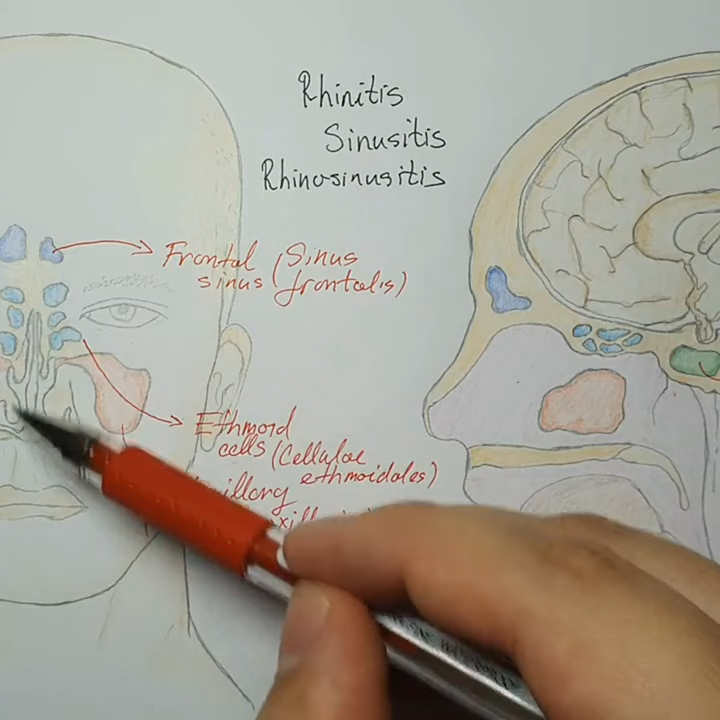 Rhinitis
Sinusitis
Rhinosinusitis
Frontal (Sinus
sinus frontalis)
Ethmoid
cells (Cellulae
ethmoidales)